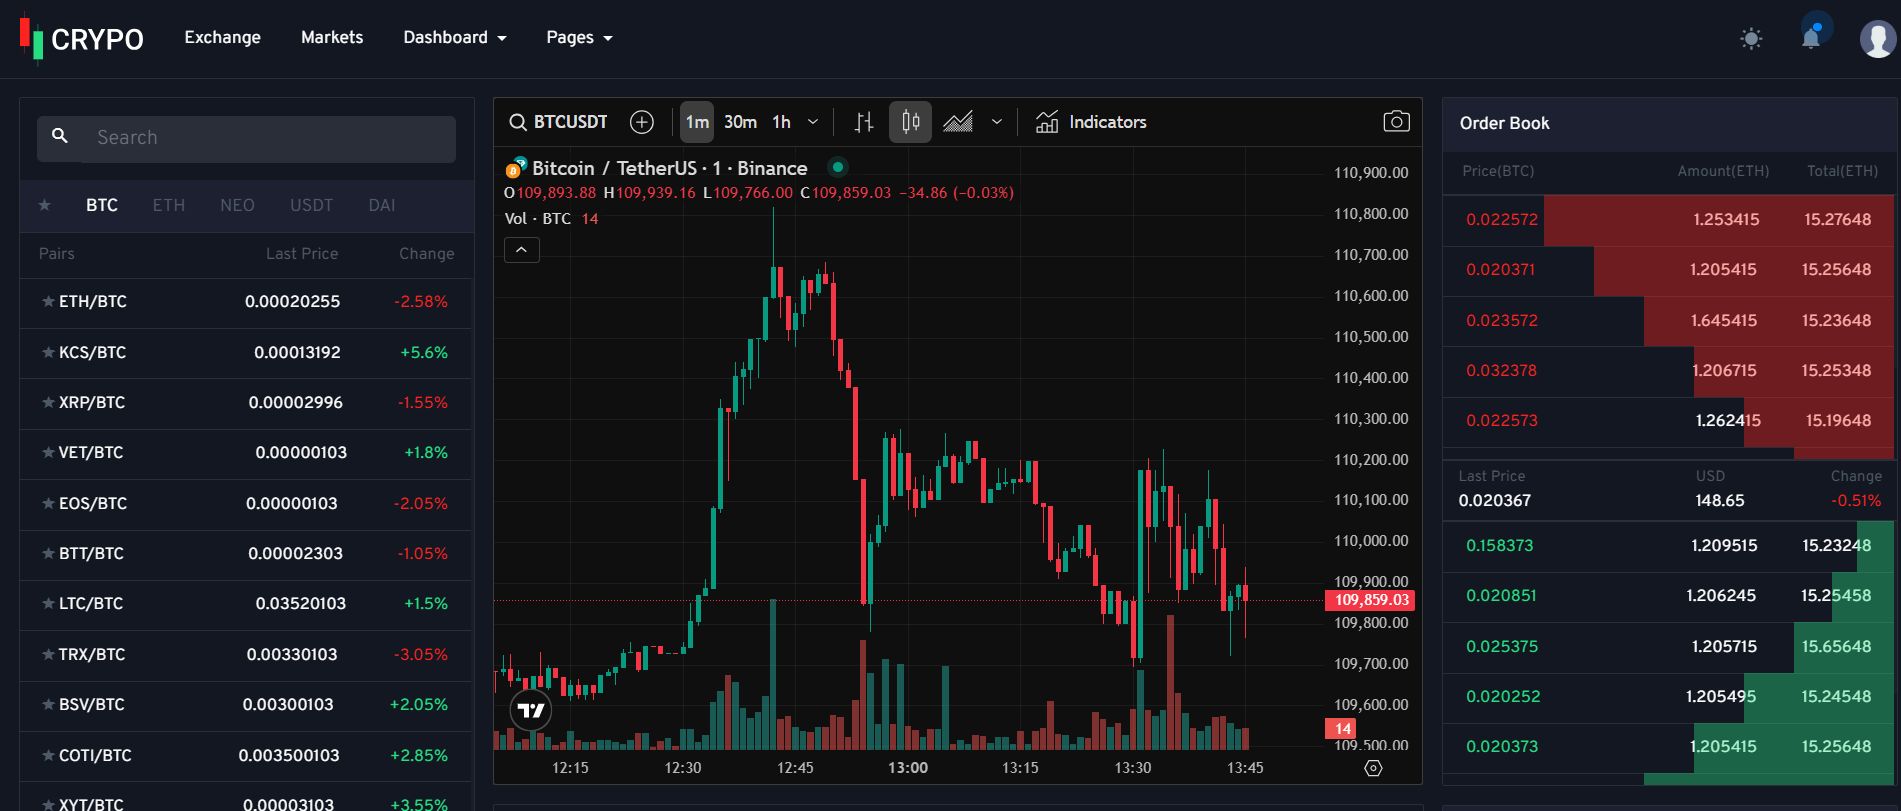 CRYPO Exchange Markets Dashboard Pages
Search
BTC ETH NEO USDT DAI
Pairs Last Price Change
ETH/BTC 0.00020255 -2.58%
KCS/BTC 0.00013192 +5.6%
XRP/BTC 0.00002996 -1.55%
VET/BTC 0.00000103 +1.8%
EOS/BTC 0.00000103 -2.05%
BTT/BTC 0.00002303 -1.05%
LTC/BTC 0.03520103 +1.5%
TRX/BTC 0.00330103 -3.05%
BSV/BTC 0.00300103 +2.05%
COTI/BTC 0.003500103 +2.85%
XYT/BTC 0.00003103 +3.55%
BTCUSDT 1m 30m 1h Indicators
Bitcoin / TetherUS · 1 · Binance
O109,893.88 H109,939.16 L109,766.00 C109,859.03 −34.86 (−0.03%)
Vol · BTC 14
110,900.00
110,800.00
110,700.00
110,600.00
110,500.00
110,400.00
110,300.00
110,200.00
110,100.00
110,000.00
109,900.00
109,859.03
109,800.00
109,700.00
109,600.00
14
109,500.00
12:15 12:30 12:45 13:00 13:15 13:30 13:45
Order Book
Price(BTC) Amount(ETH) Total(ETH)
0.022572 1.253415 15.27648
0.020371 1.205415 15.25648
0.023572 1.645415 15.23648
0.032378 1.206715 15.25348
0.022573 1.262415 15.19648
Last Price USD Change
0.020367 148.65 -0.51%
0.158373 1.209515 15.23248
0.020851 1.206245 15.25458
0.025375 1.205715 15.65648
0.020252 1.205495 15.24548
0.020373 1.205415 15.25648